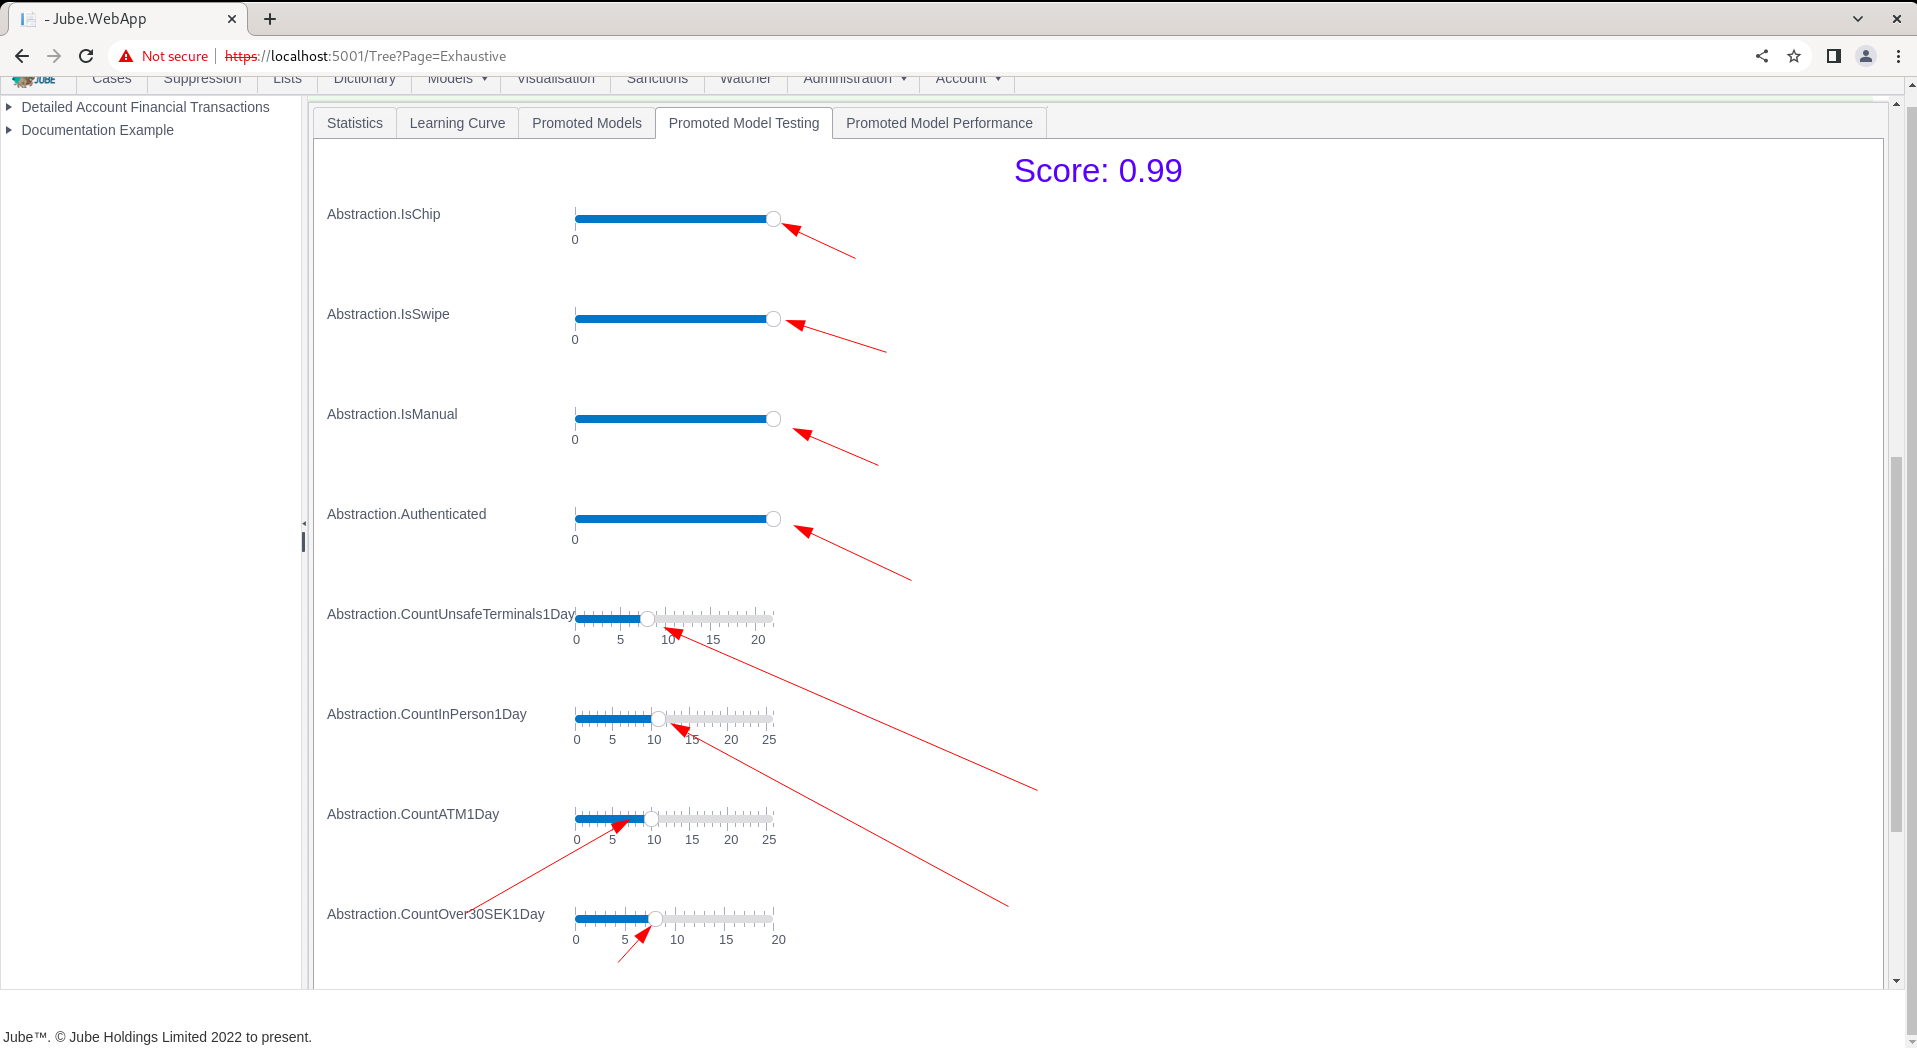 - Jube.WebApp
Not secure https://localhost:5001/Tree?Page=Exhaustive
JUBE Cases Suppression Lists Dictionary Models Visualisation Sanctions Watcher Administration Account
Detailed Account Financial Transactions
Documentation Example
Statistics Learning Curve Promoted Models Promoted Model Testing Promoted Model Performance
Score: 0.99
Abstraction.IsChip
0
Abstraction.IsSwipe
0
Abstraction.IsManual
0
Abstraction.Authenticated
0
Abstraction.CountUnsafeTerminals1Day
0 5 10 15 20
Abstraction.CountInPerson1Day
0 5 10 15 20 25
Abstraction.CountATM1Day
0 5 10 15 20 25
Abstraction.CountOver30SEK1Day
0 5 10 15 20
Jube™. © Jube Holdings Limited 2022 to present.